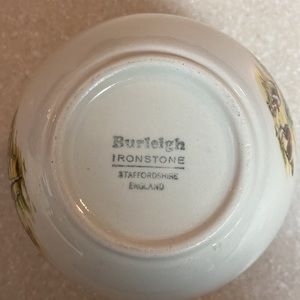 Burleigh
IRONSTONE
STAFFORDSHIRE
ENGLAND